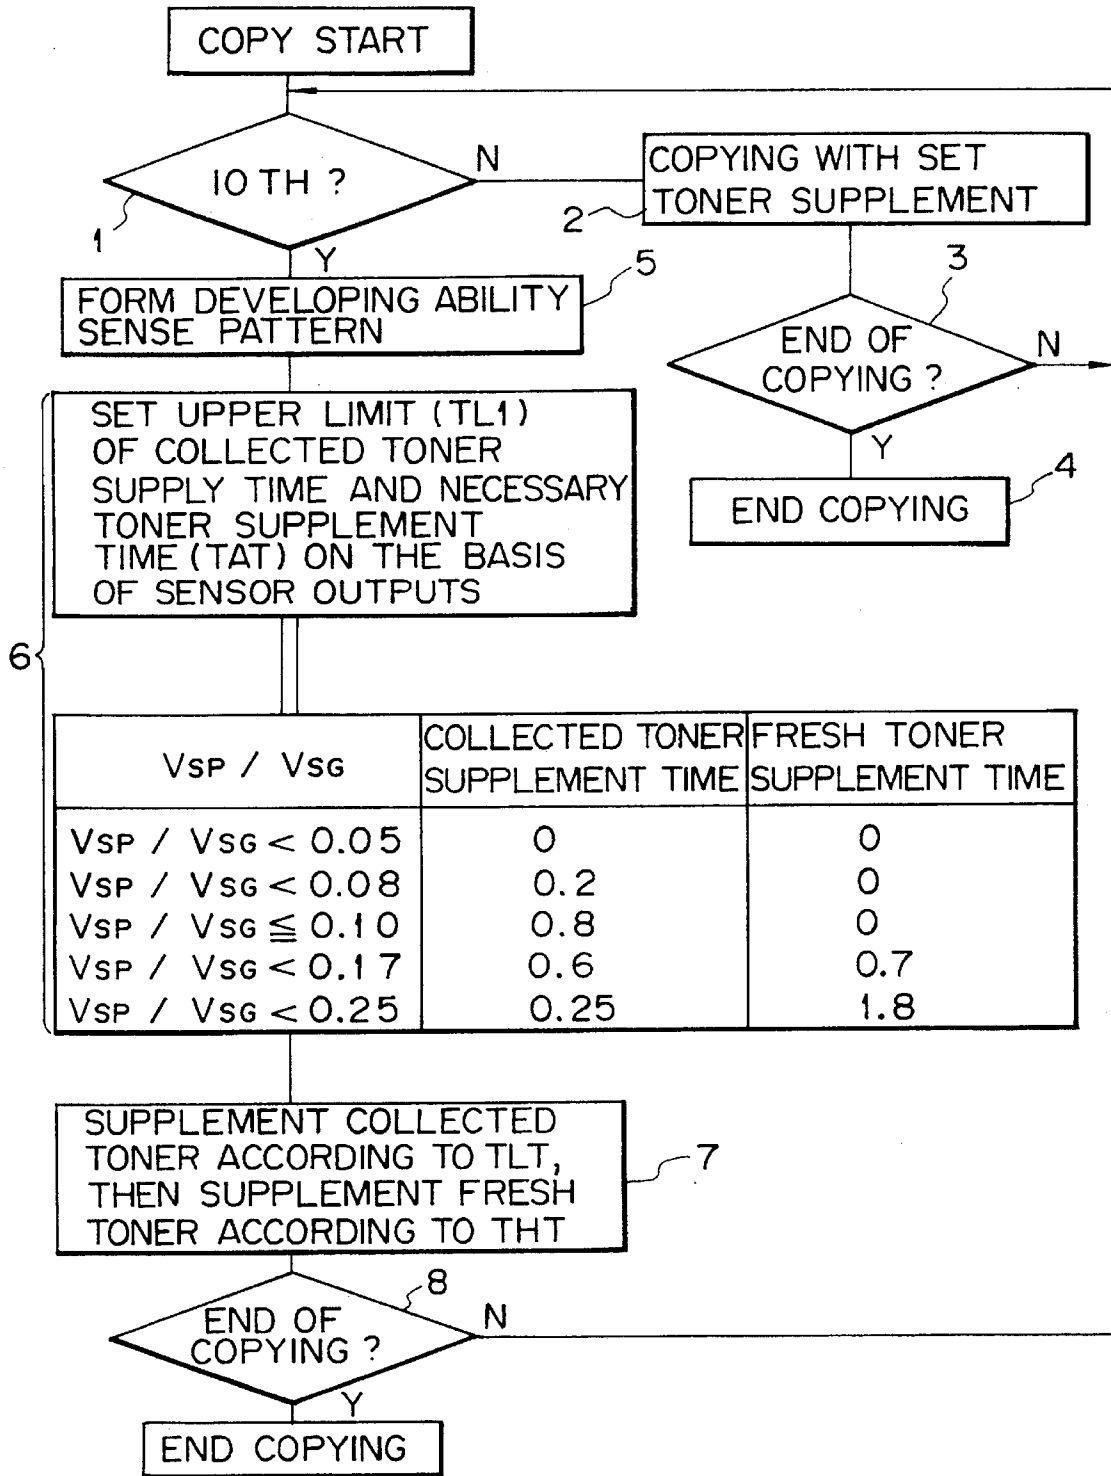 COPY START
10 TH ?
N
1
Y
COPYING WITH SET
TONER SUPPLEMENT
2
3
END OF
COPYING ?
N
Y
4
END COPYING
5
FORM DEVELOPING ABILITY
SENSE PATTERN
SET UPPER LIMIT (TL1)
OF COLLECTED TONER
SUPPLY TIME AND NECESSARY
TONER SUPPLEMENT
TIME (TAT) ON THE BASIS
OF SENSOR OUTPUTS
6
VSP / VSG
COLLECTED TONER
SUPPLEMENT TIME
FRESH TONER
SUPPLEMENT TIME
VSP / VSG < 0.05 0 0
VSP / VSG < 0.08 0.2 0
VSP / VSG ≦ 0.10 0.8 0
VSP / VSG < 0.17 0.6 0.7
VSP / VSG < 0.25 0.25 1.8
SUPPLEMENT COLLECTED
TONER ACCORDING TO TLT,
THEN SUPPLEMENT FRESH
TONER ACCORDING TO THT
7
8
END OF
COPYING ?
N
Y
END COPYING